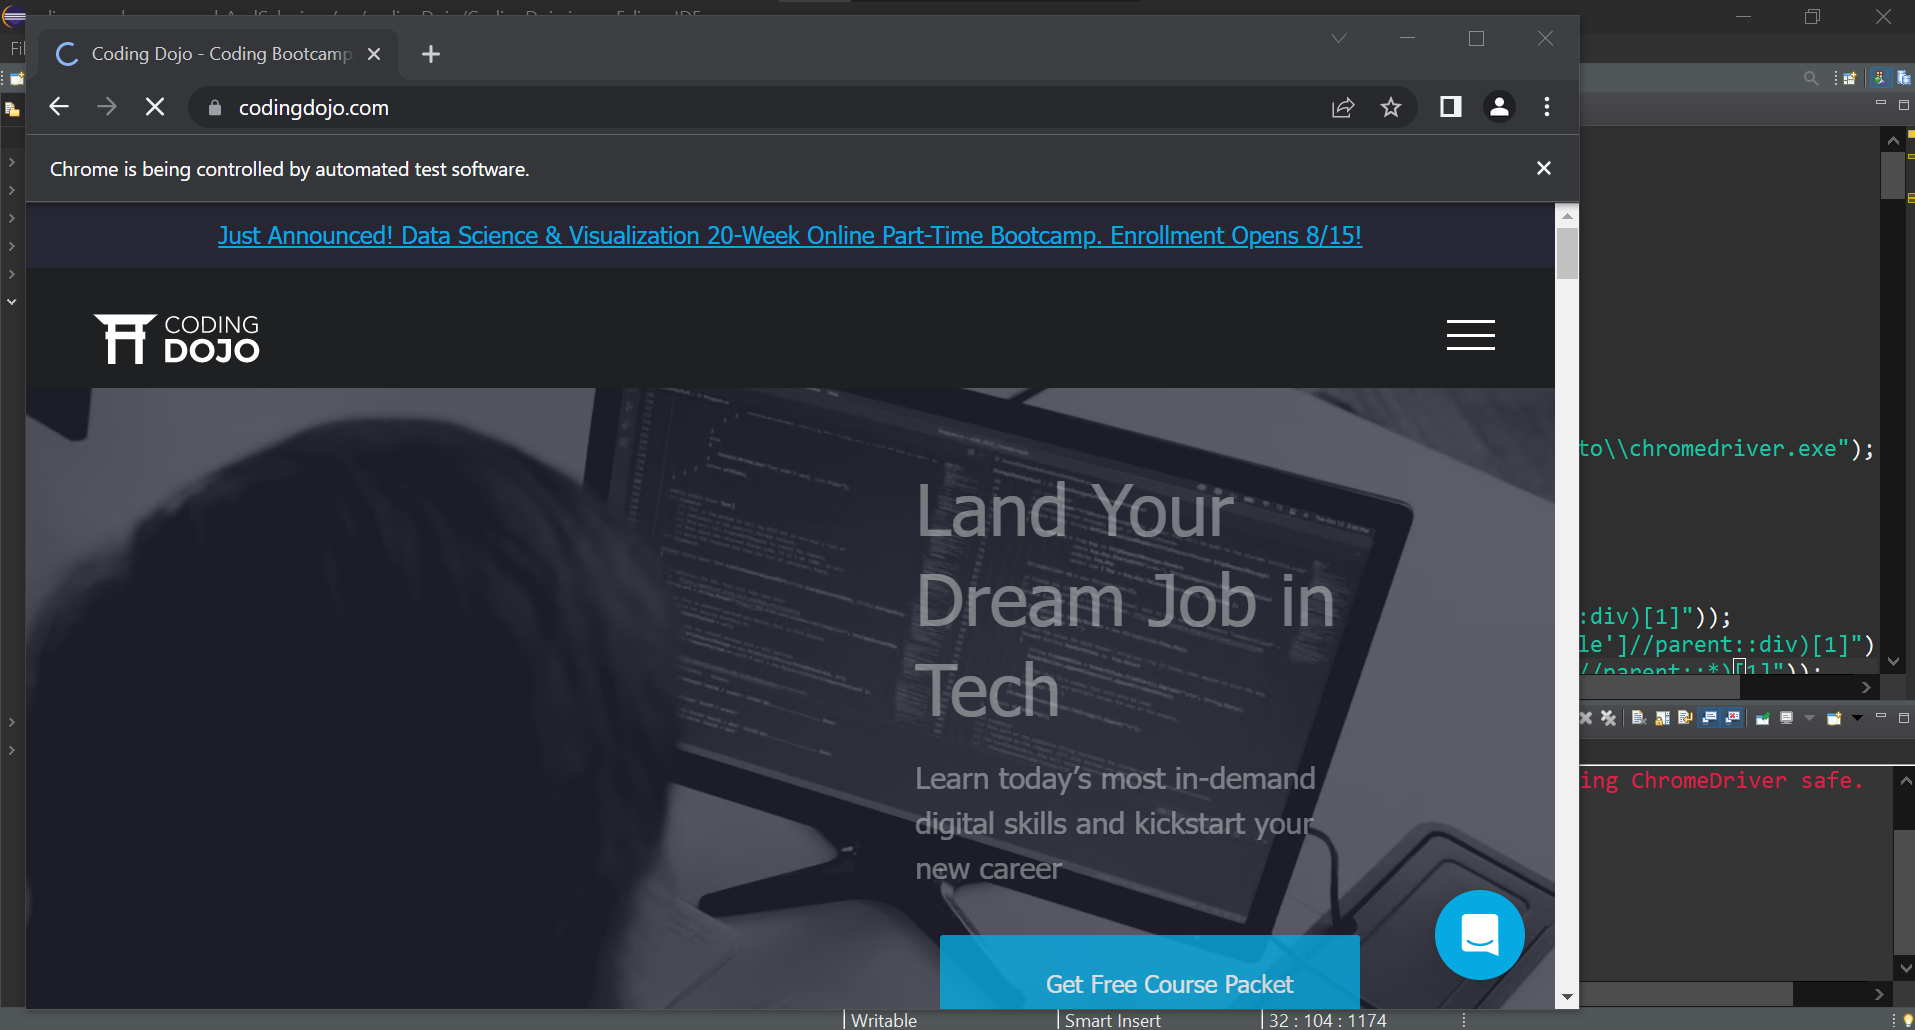 Coding Dojo - Coding Bootcamp
codingdojo.com
Chrome is being controlled by automated test software.
Just Announced! Data Science & Visualization 20-Week Online Part-Time Bootcamp. Enrollment Opens 8/15!
CODING
DOJO
Land Your
Dream Job in
Tech
Learn today’s most in-demand
digital skills and kickstart your
new career
Get Free Course Packet
to\\chromedriver.exe");
:div)[1]"));
le']//parent::div)[1]")
//parent::*)[1]"));
ing ChromeDriver safe.
Writable
Smart Insert
32 : 104 : 1174